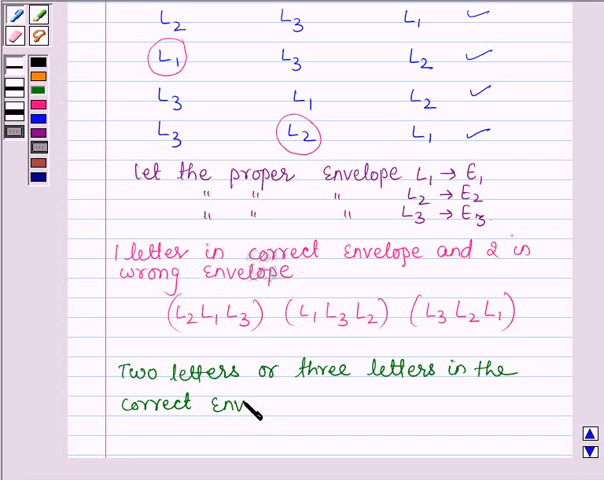 L2 L3 L1 ✓
L1 L3 L2 ✓
L3 L1 L2 ✓
L3 L2 L1 ✓
Let the proper Envelope L1 → E1
" " " L2 → E2
" " " L3 → E3.
1 letter in correct Envelope and 2 in
wrong envelope
(L2 L1 L3) (L1 L3 L2) (L3 L2 L1)
Two letters or three letters in the
correct Env